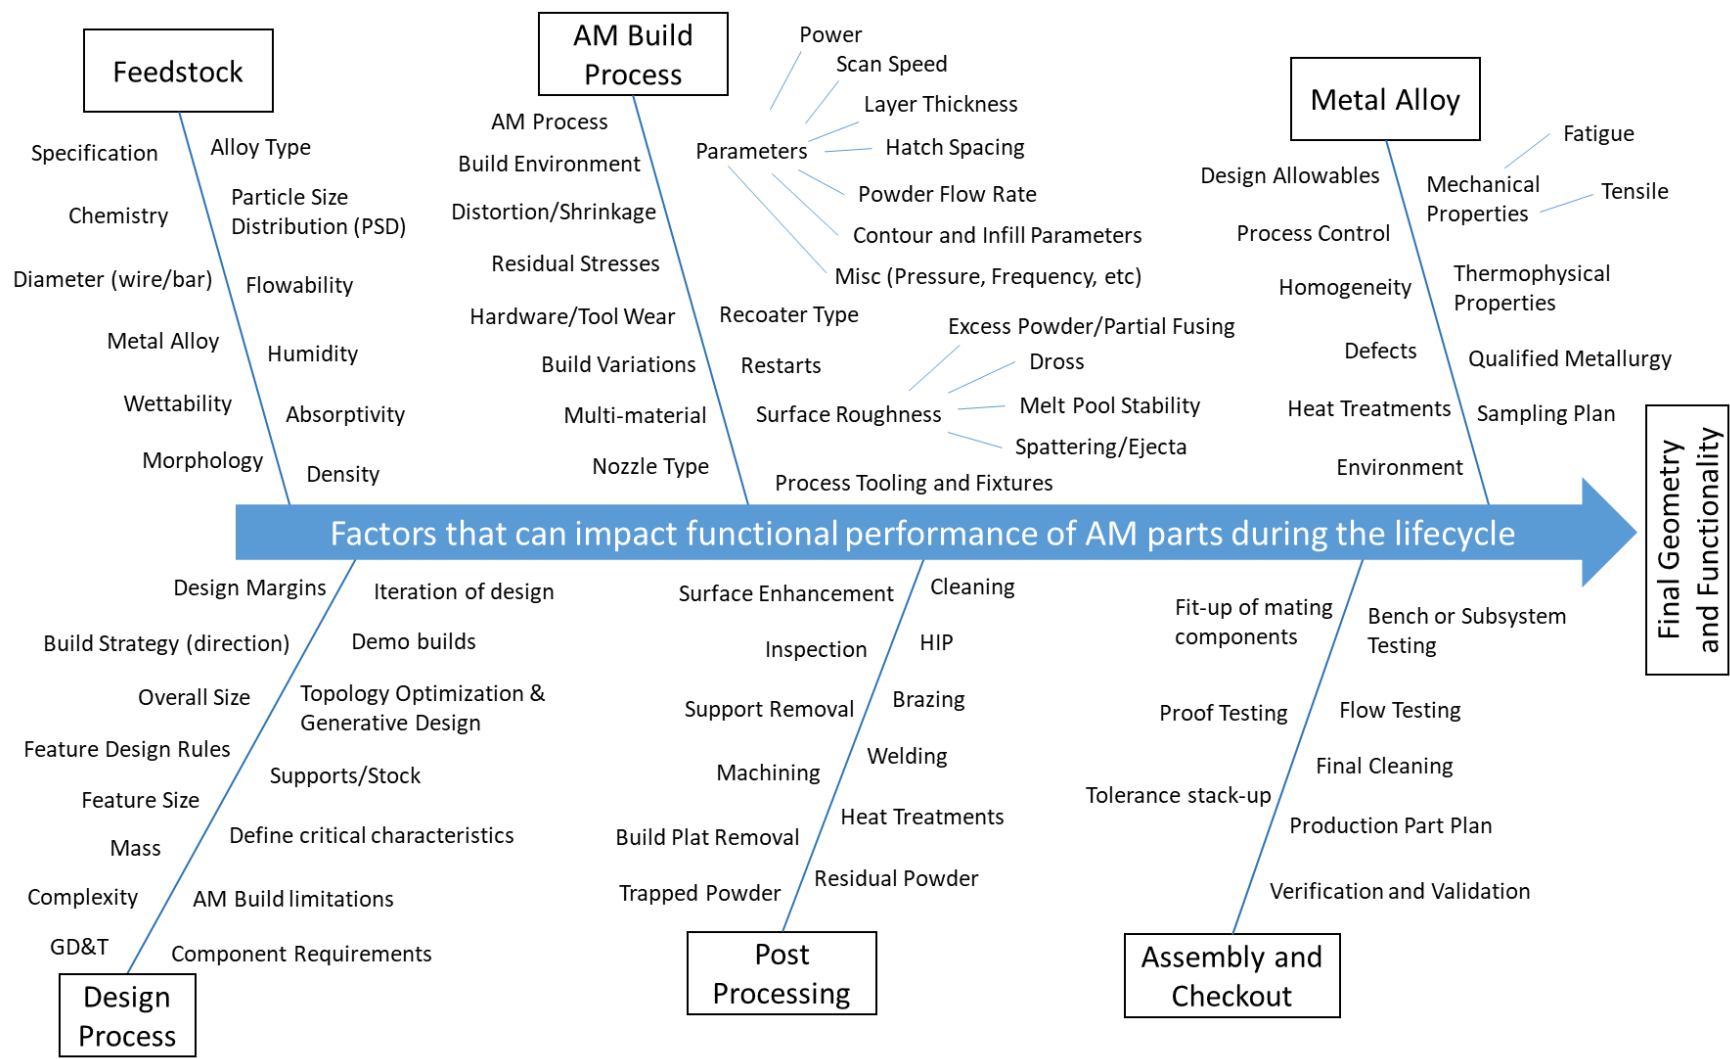 Feedstock
Specification
Alloy Type
Chemistry
Particle Size
Distribution (PSD)
Diameter (wire/bar)
Flowability
Metal Alloy
Humidity
Wettability
Absorptivity
Morphology
Density
AM Build
Process
AM Process
Build Environment
Distortion/Shrinkage
Residual Stresses
Hardware/Tool Wear
Build Variations
Multi-material
Nozzle Type
Parameters
Power
Scan Speed
Layer Thickness
Hatch Spacing
Powder Flow Rate
Contour and Infill Parameters
Misc (Pressure, Frequency, etc)
Recoater Type
Restarts
Surface Roughness
Excess Powder/Partial Fusing
Dross
Melt Pool Stability
Spattering/Ejecta
Process Tooling and Fixtures
Metal Alloy
Design Allowables
Process Control
Homogeneity
Defects
Heat Treatments
Environment
Mechanical
Properties
Fatigue
Tensile
Thermophysical
Properties
Qualified Metallurgy
Sampling Plan
Factors that can impact functional performance of AM parts during the lifecycle
Final Geometry
and Functionality
Design Margins
Iteration of design
Build Strategy (direction)
Demo builds
Overall Size
Topology Optimization &
Generative Design
Feature Design Rules
Supports/Stock
Feature Size
Define critical characteristics
Mass
Complexity
AM Build limitations
GD&T
Component Requirements
Design
Process
Surface Enhancement
Cleaning
Inspection
HIP
Support Removal
Brazing
Machining
Welding
Build Plat Removal
Heat Treatments
Trapped Powder
Residual Powder
Post
Processing
Fit-up of mating
components
Bench or Subsystem
Testing
Proof Testing
Flow Testing
Final Cleaning
Tolerance stack-up
Production Part Plan
Verification and Validation
Assembly and
Checkout